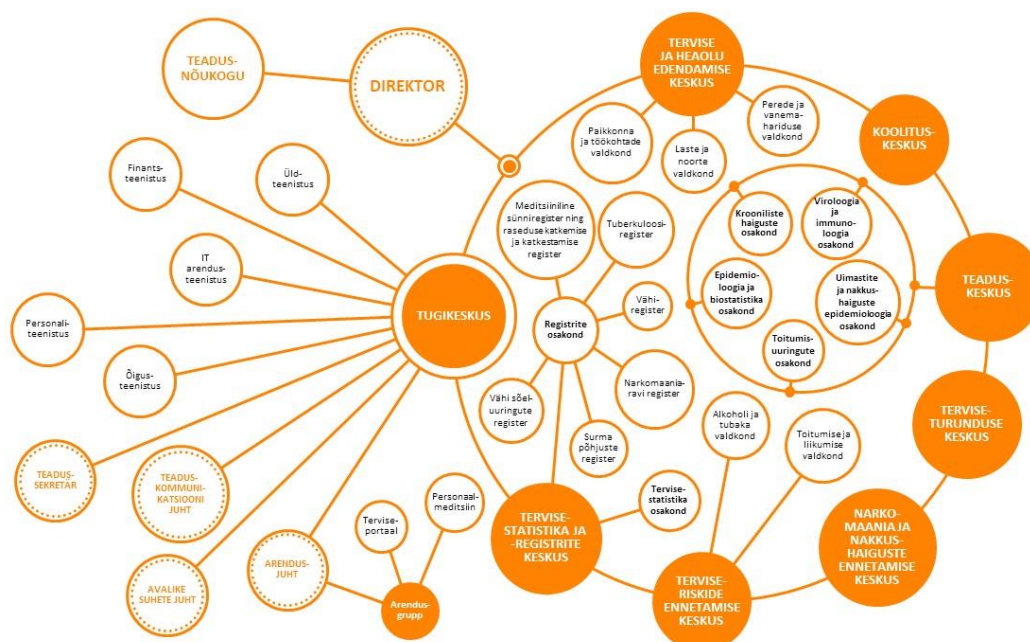 TEADUS-
NÕUKOGU
DIREKTOR
TERVISE
JA HEAOLU
EDENDAMISE
KESKUS
Paikkonna
ja töökohtade
valdkond
Laste ja
noorte
valdkond
Perede ja
vanema-
hariduse
valdkond
KOOLITUS-
KESKUS
Finants-
teenistus
Üld-
teenistus
IT
arendus-
teenistus
Personali-
teenistus
Õigus-
teenistus
TUGIKESKUS
Meditsiiniline
sünniregister ning
raseduse katkemise
ja katkestamise
register
Tuberkuloosi-
register
Registrite
osakond
Vähi-
register
Vähi sõel-
uuringute
register
Surma
põhjuste
register
Narkomaania-
ravi register
Krooniliste
haiguste
osakond
Viroloogia
ja
immuno-
loogia
osakond
Epidemio-
loogia ja
biostatistika
osakond
Uimastite
ja nakkus-
haiguste
epidemioloogia
osakond
Toitumis-
uuringute
osakond
TEADUS-
KESKUS
TERVISE-
TURUNDUSE
KESKUS
Alkoholi ja
tubaka
valdkond
Toitumise ja
liikumise
valdkond
TEADUS-
SEKRETÄR
TEADUS-
KOMMUNI-
KATSIOONI
JUHT
AVALIKE
SUHETE JUHT
ARENDUS-
JUHT
Tervise-
portaal
Personaal-
meditsiin
Arendus-
grupp
TERVISE-
STATISTIKA JA
-REGISTRITE
KESKUS
Tervise-
statistika
osakond
TERVISE-
RISKIDE
ENNETAMISE
KESKUS
NARKO-
MAANIA JA
NAKKUS-
HAIGUSTE
ENNETAMISE
KESKUS